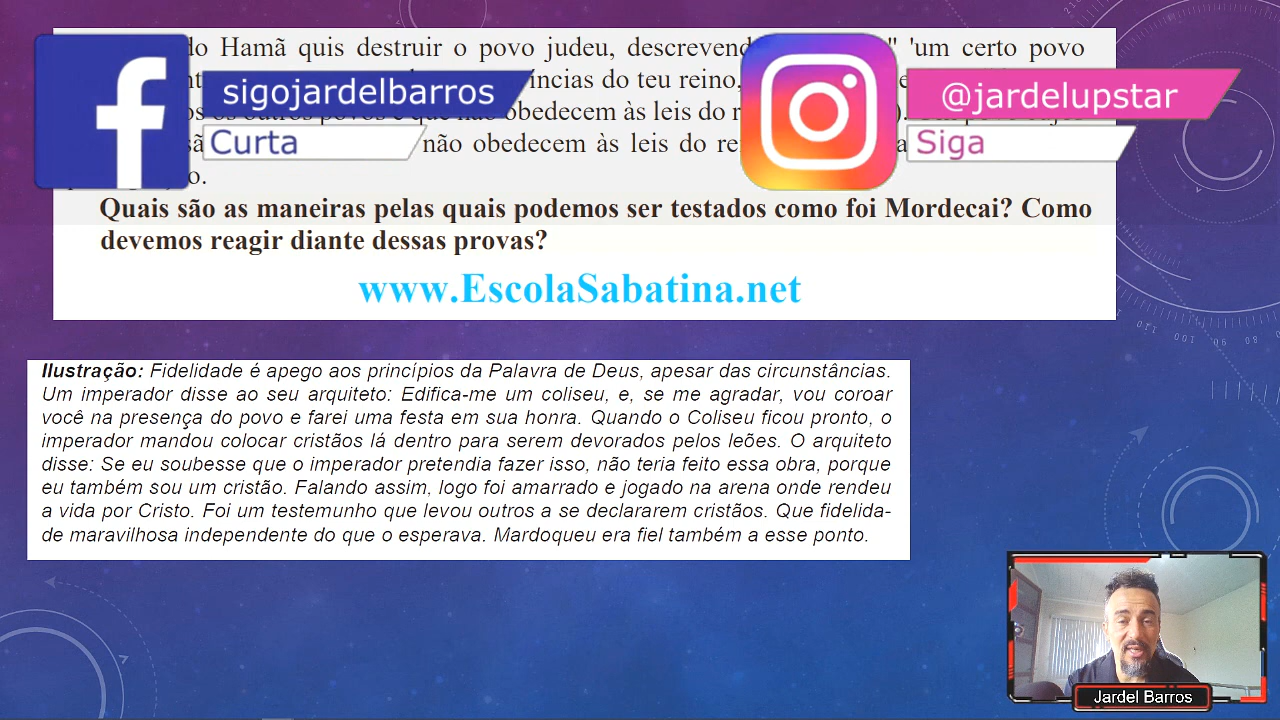 do Hamã quis destruir o povo judeu, 'um certo povo
sigojardelbarros
do teu reino,
@jardelupstar
obedecem às leis do
Curta
não obedecem às leis do
Siga
Quais são as maneiras pelas quais podemos ser testados como foi Mordecai? Como
devemos reagir diante dessas provas?
www.EscolaSabatina.net
Ilustração: Fidelidade é apego aos princípios da Palavra de Deus, apesar das circunstâncias.
Um imperador disse ao seu arquiteto: Edifica-me um coliseu, e, se me agradar, vou coroar
você na presença do povo e farei uma festa em sua honra. Quando o Coliseu ficou pronto, o
imperador mandou colocar cristãos lá dentro para serem devorados pelos leões. O arquiteto
disse: Se eu soubesse que o imperador pretendia fazer isso, não teria feito essa obra, porque
eu também sou um cristão. Falando assim, logo foi amarrado e jogado na arena onde rendeu
a vida por Cristo. Foi um testemunho que levou outros a se declararem cristãos. Que fidelida-
de maravilhosa independente do que o esperava. Mardoqueu era fiel também a esse ponto.
120 110 100 90 80
Jardel Barros